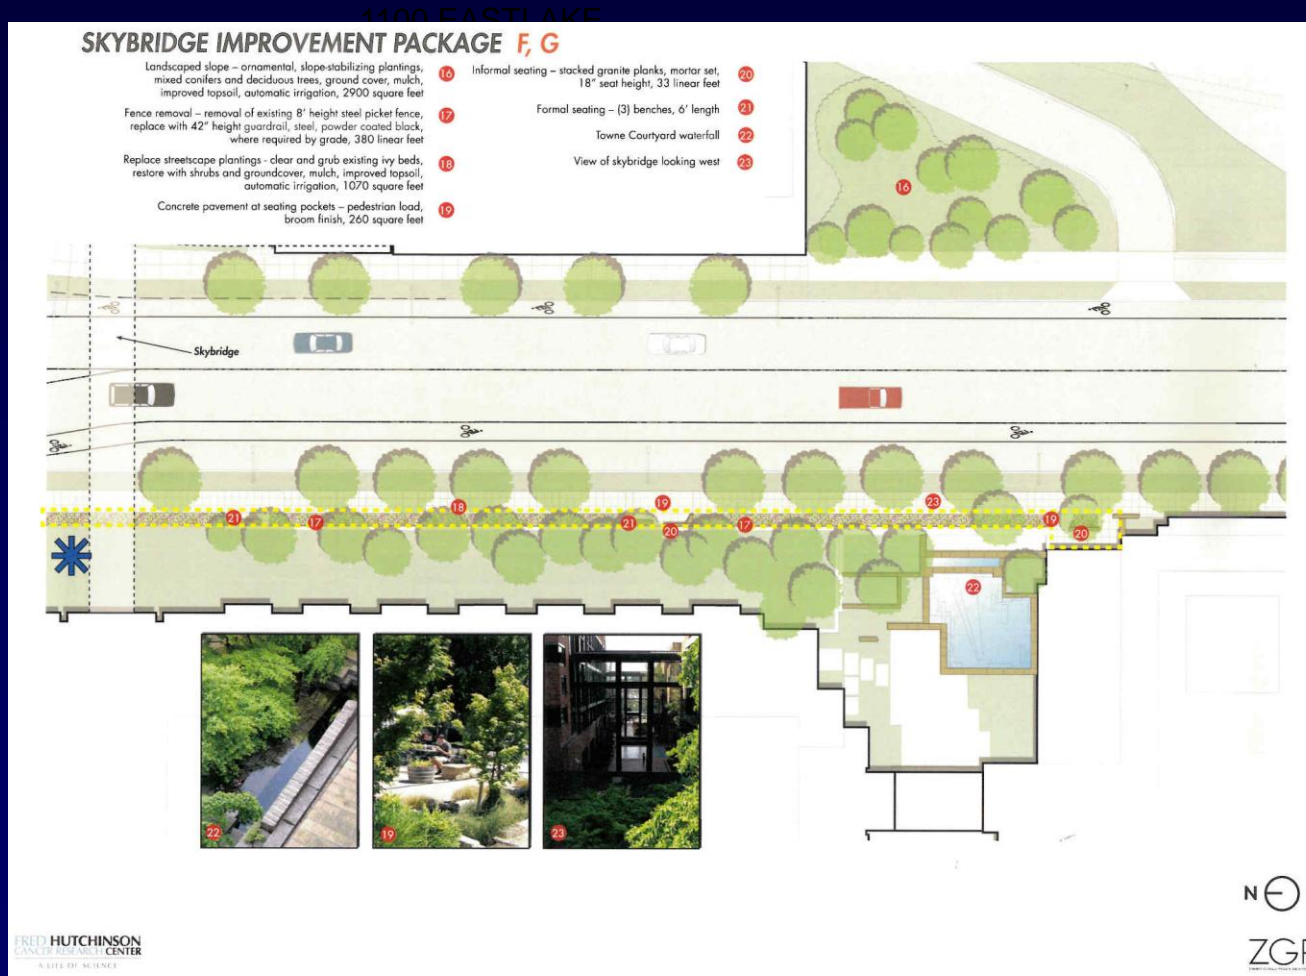 1100 EASTLAKE
SKYBRIDGE IMPROVEMENT PACKAGE F, G
Landscaped slope – ornamental, slope-stabilizing plantings,
mixed conifers and deciduous trees, ground cover, mulch,
improved topsoil, automatic irrigation, 2900 square feet
16
Fence removal – removal of existing 8' height steel picket fence,
replace with 42" height guardrail, steel, powder coated black,
where required by grade, 380 linear feet
17
Replace streetscape plantings - clear and grub existing ivy beds,
restore with shrubs and groundcover, mulch, improved topsoil,
automatic irrigation, 1070 square feet
18
Concrete pavement at seating pockets – pedestrian load,
broom finish, 260 square feet
19
Informal seating – stacked granite planks, mortar set,
18" seat height, 33 linear feet
20
Formal seating – (3) benches, 6' length
21
Towne Courtyard waterfall
22
View of skybridge looking west
23
16
Skybridge
18
19
23
21
17
21
20
17
19
20
22
22
19
23
N
FRED HUTCHINSON
CANCER RESEARCH CENTER
A LIFE OF SCIENCE